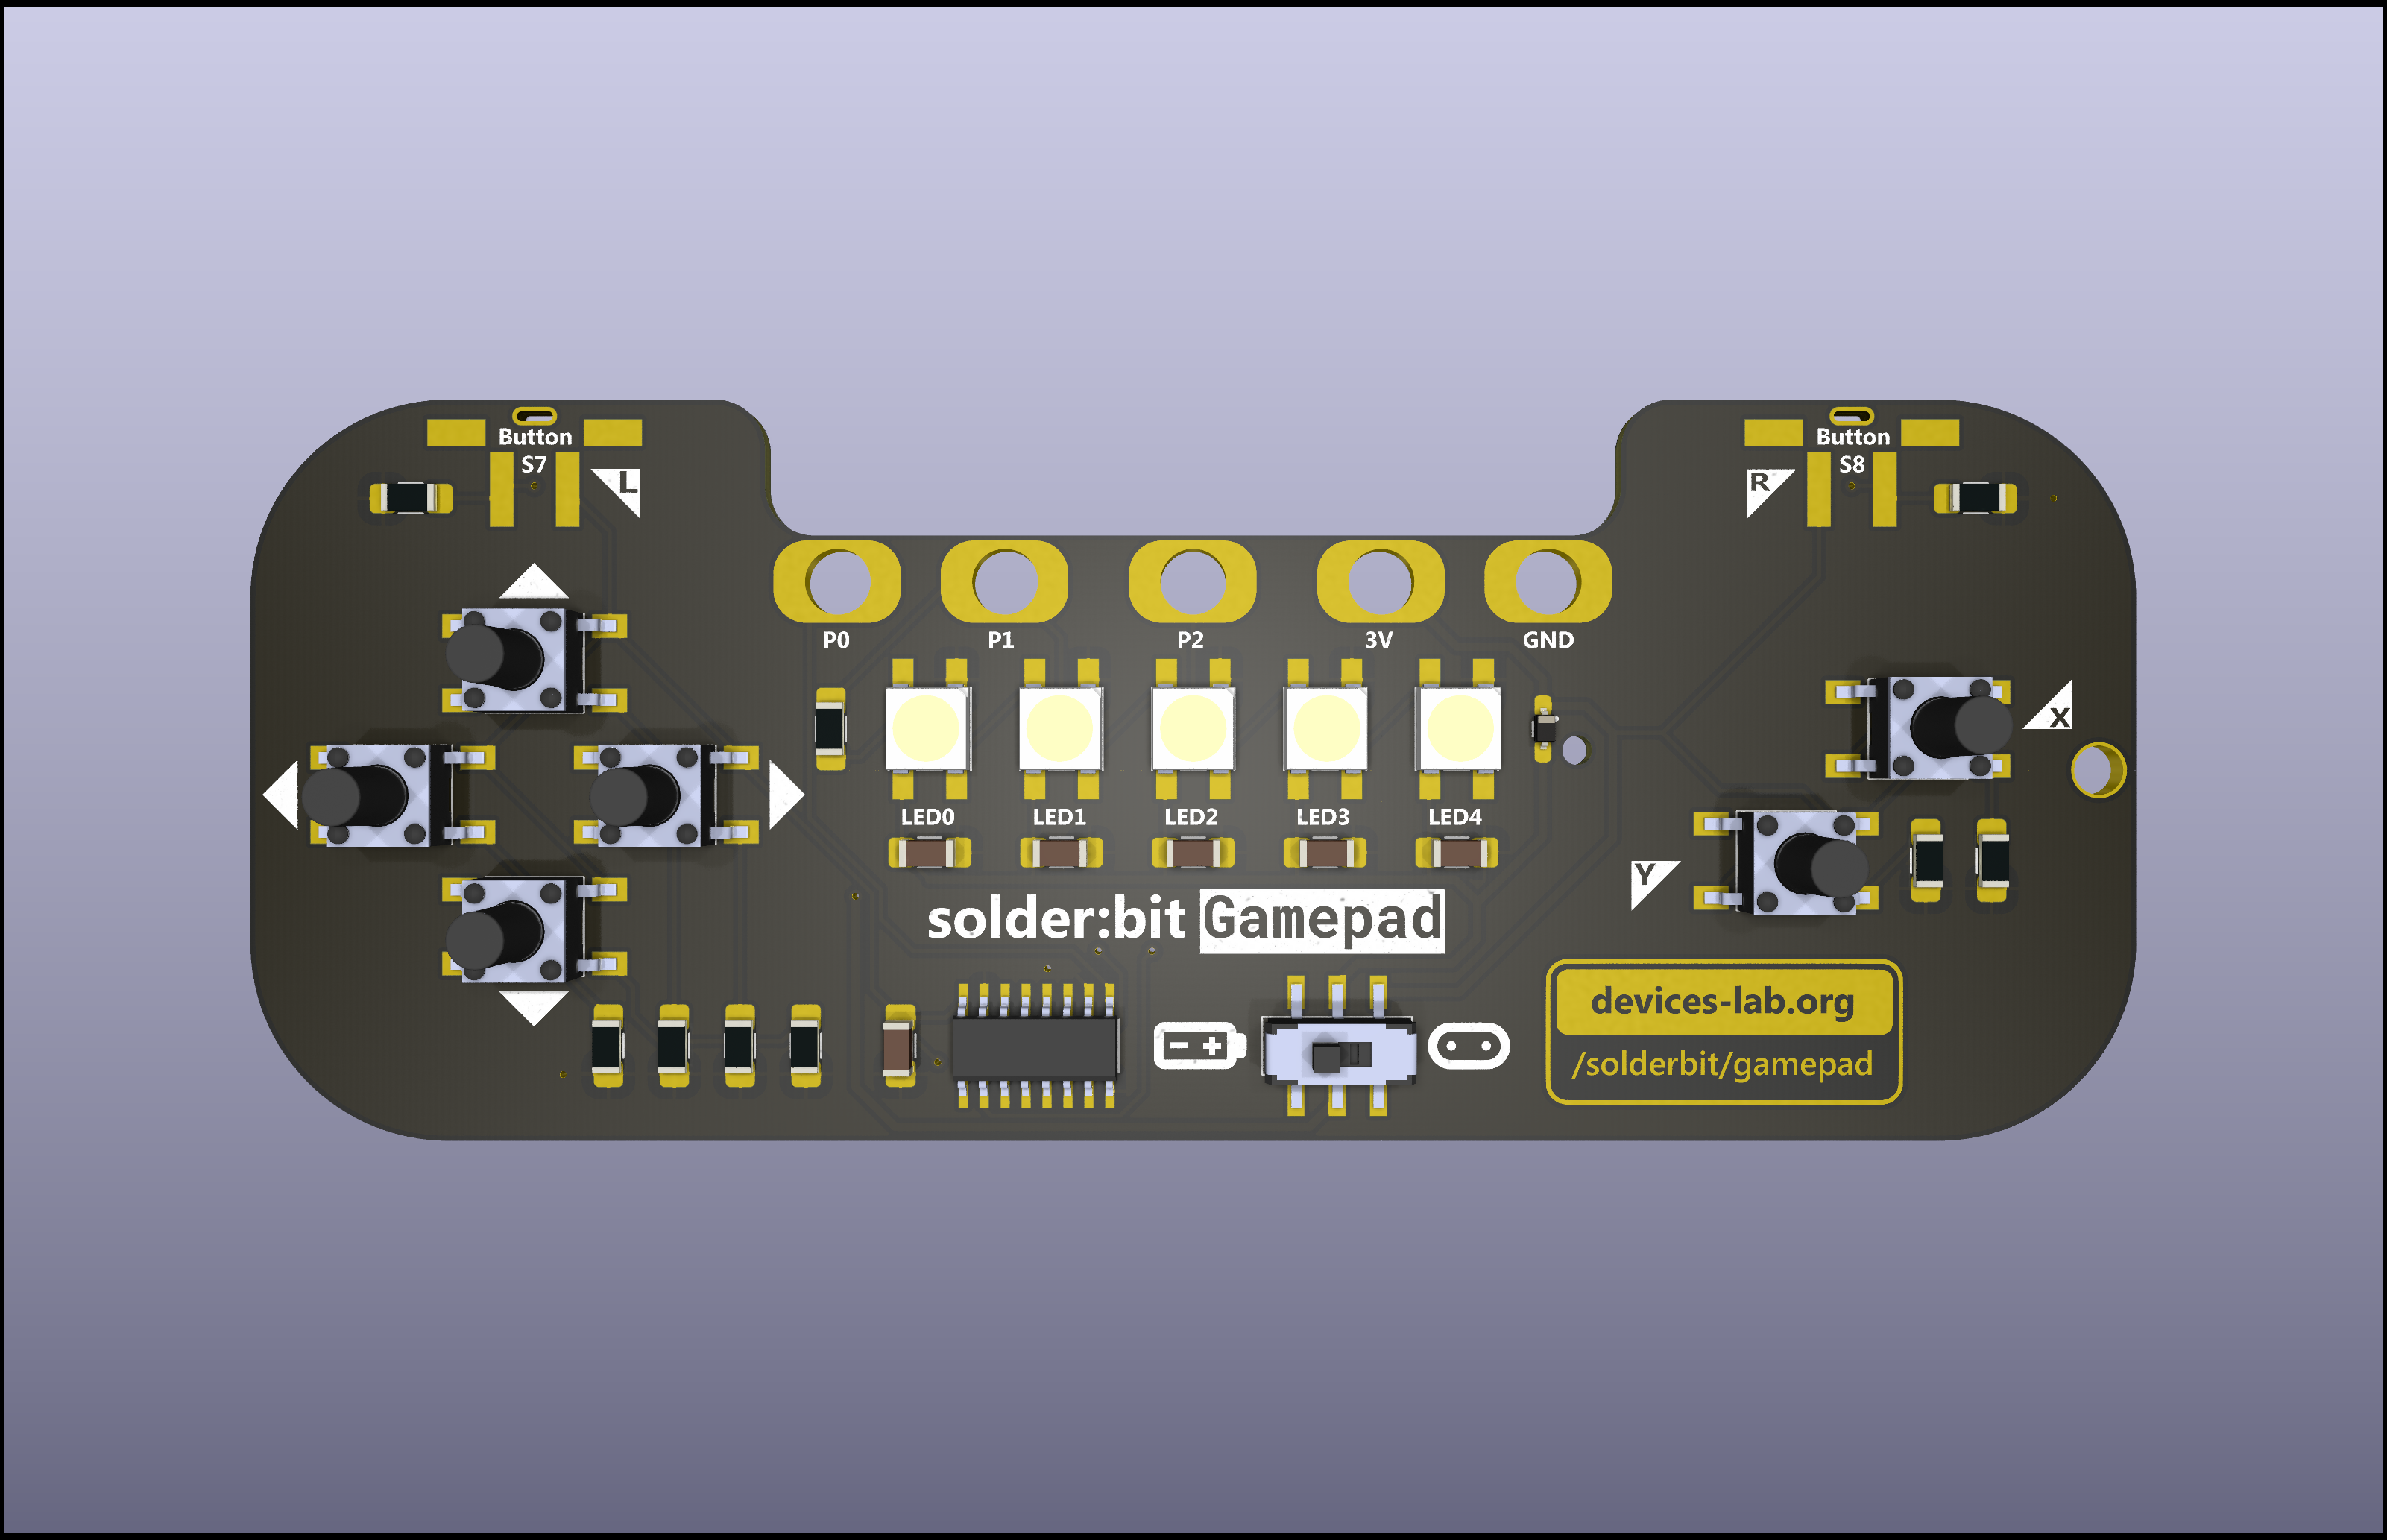 Button
S7
L
Button
S8
R
P0
P1
P2
3V
GND
X
LED0
LED1
LED2
LED3
LED4
Y
solder:bit Gamepad
- +
devices-lab.org
/solderbit/gamepad